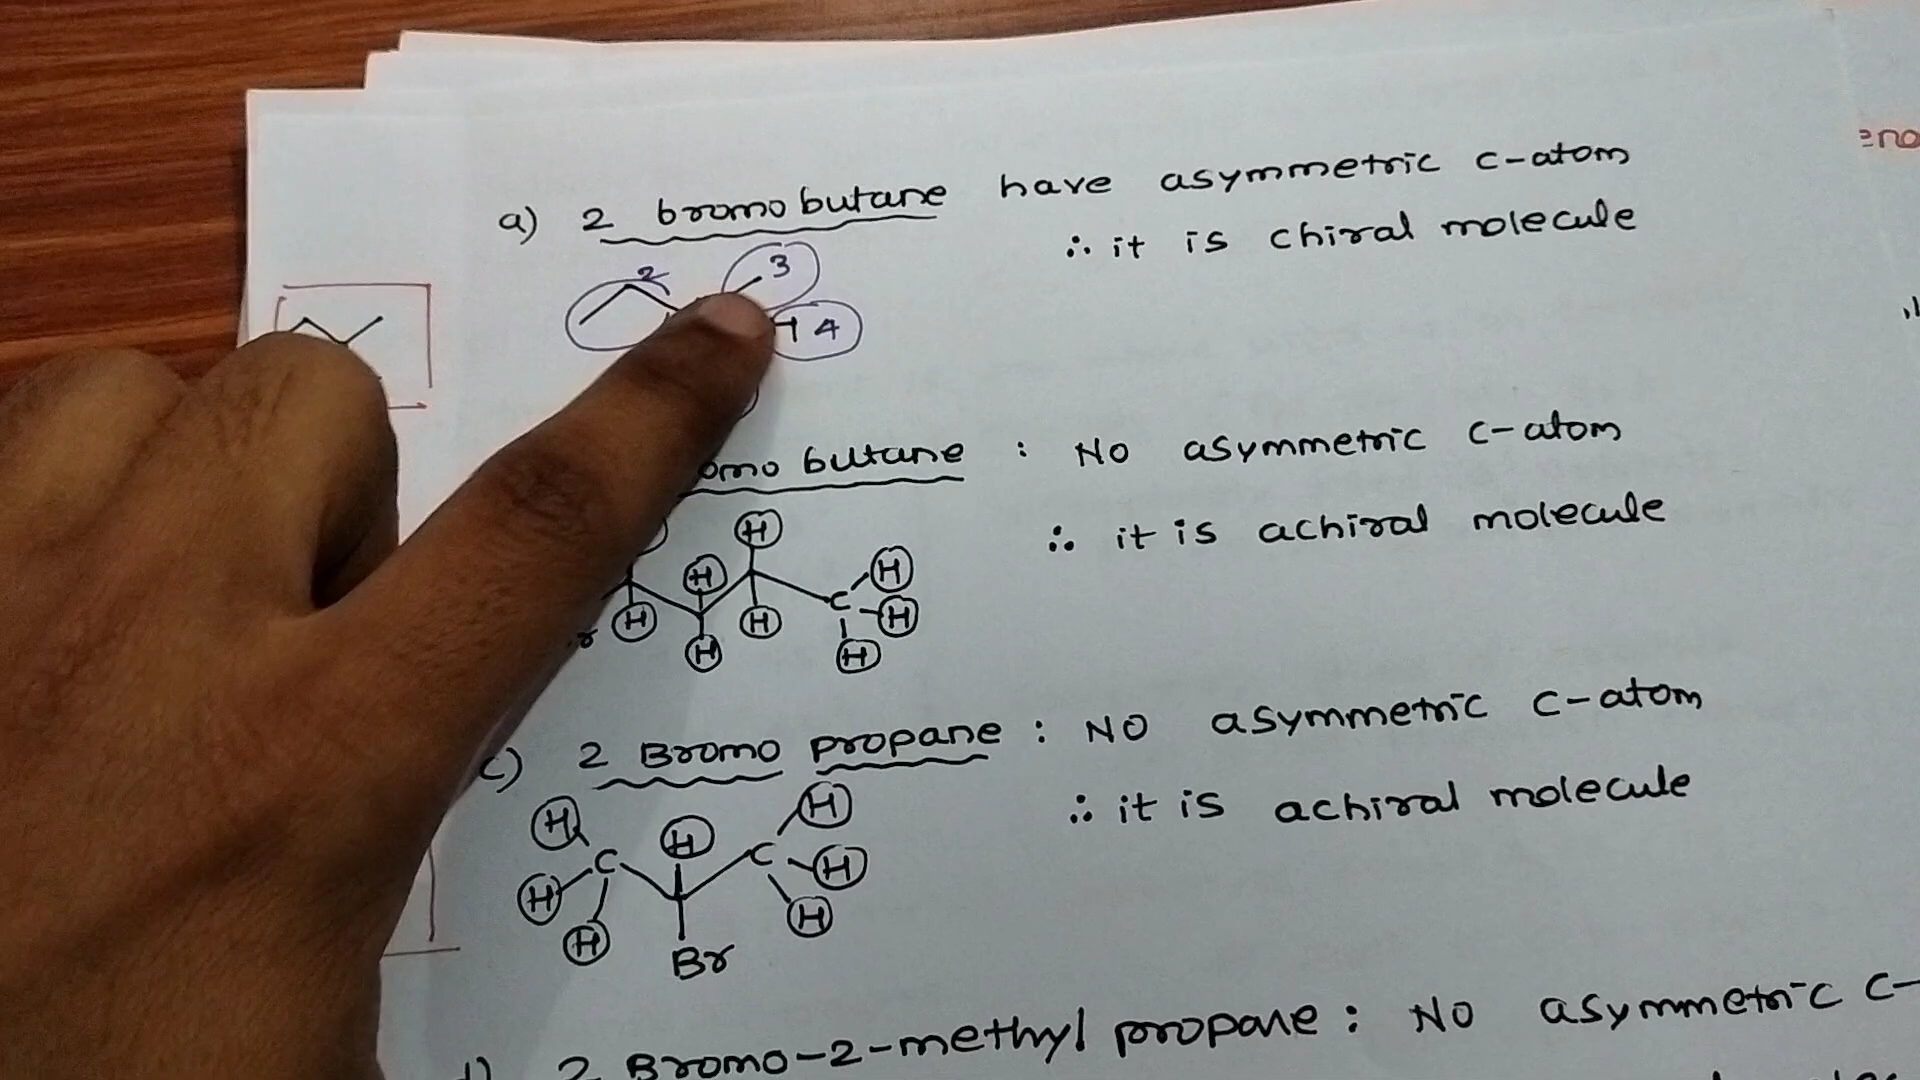 a) 2 bromobutane have asymmetric c-atom
∴ it is chiral molecule
2 3
H 4
omo butane : No asymmetric c-atom
∴ it is achiral molecule
H
H H
C H
H H H
H H
c) 2 Bromo propane : NO asymmetric c-atom
∴ it is achiral molecule
H H H
C C
H H
H H
Br
2 Bromo-2-methyl propane : No asymmetric c-